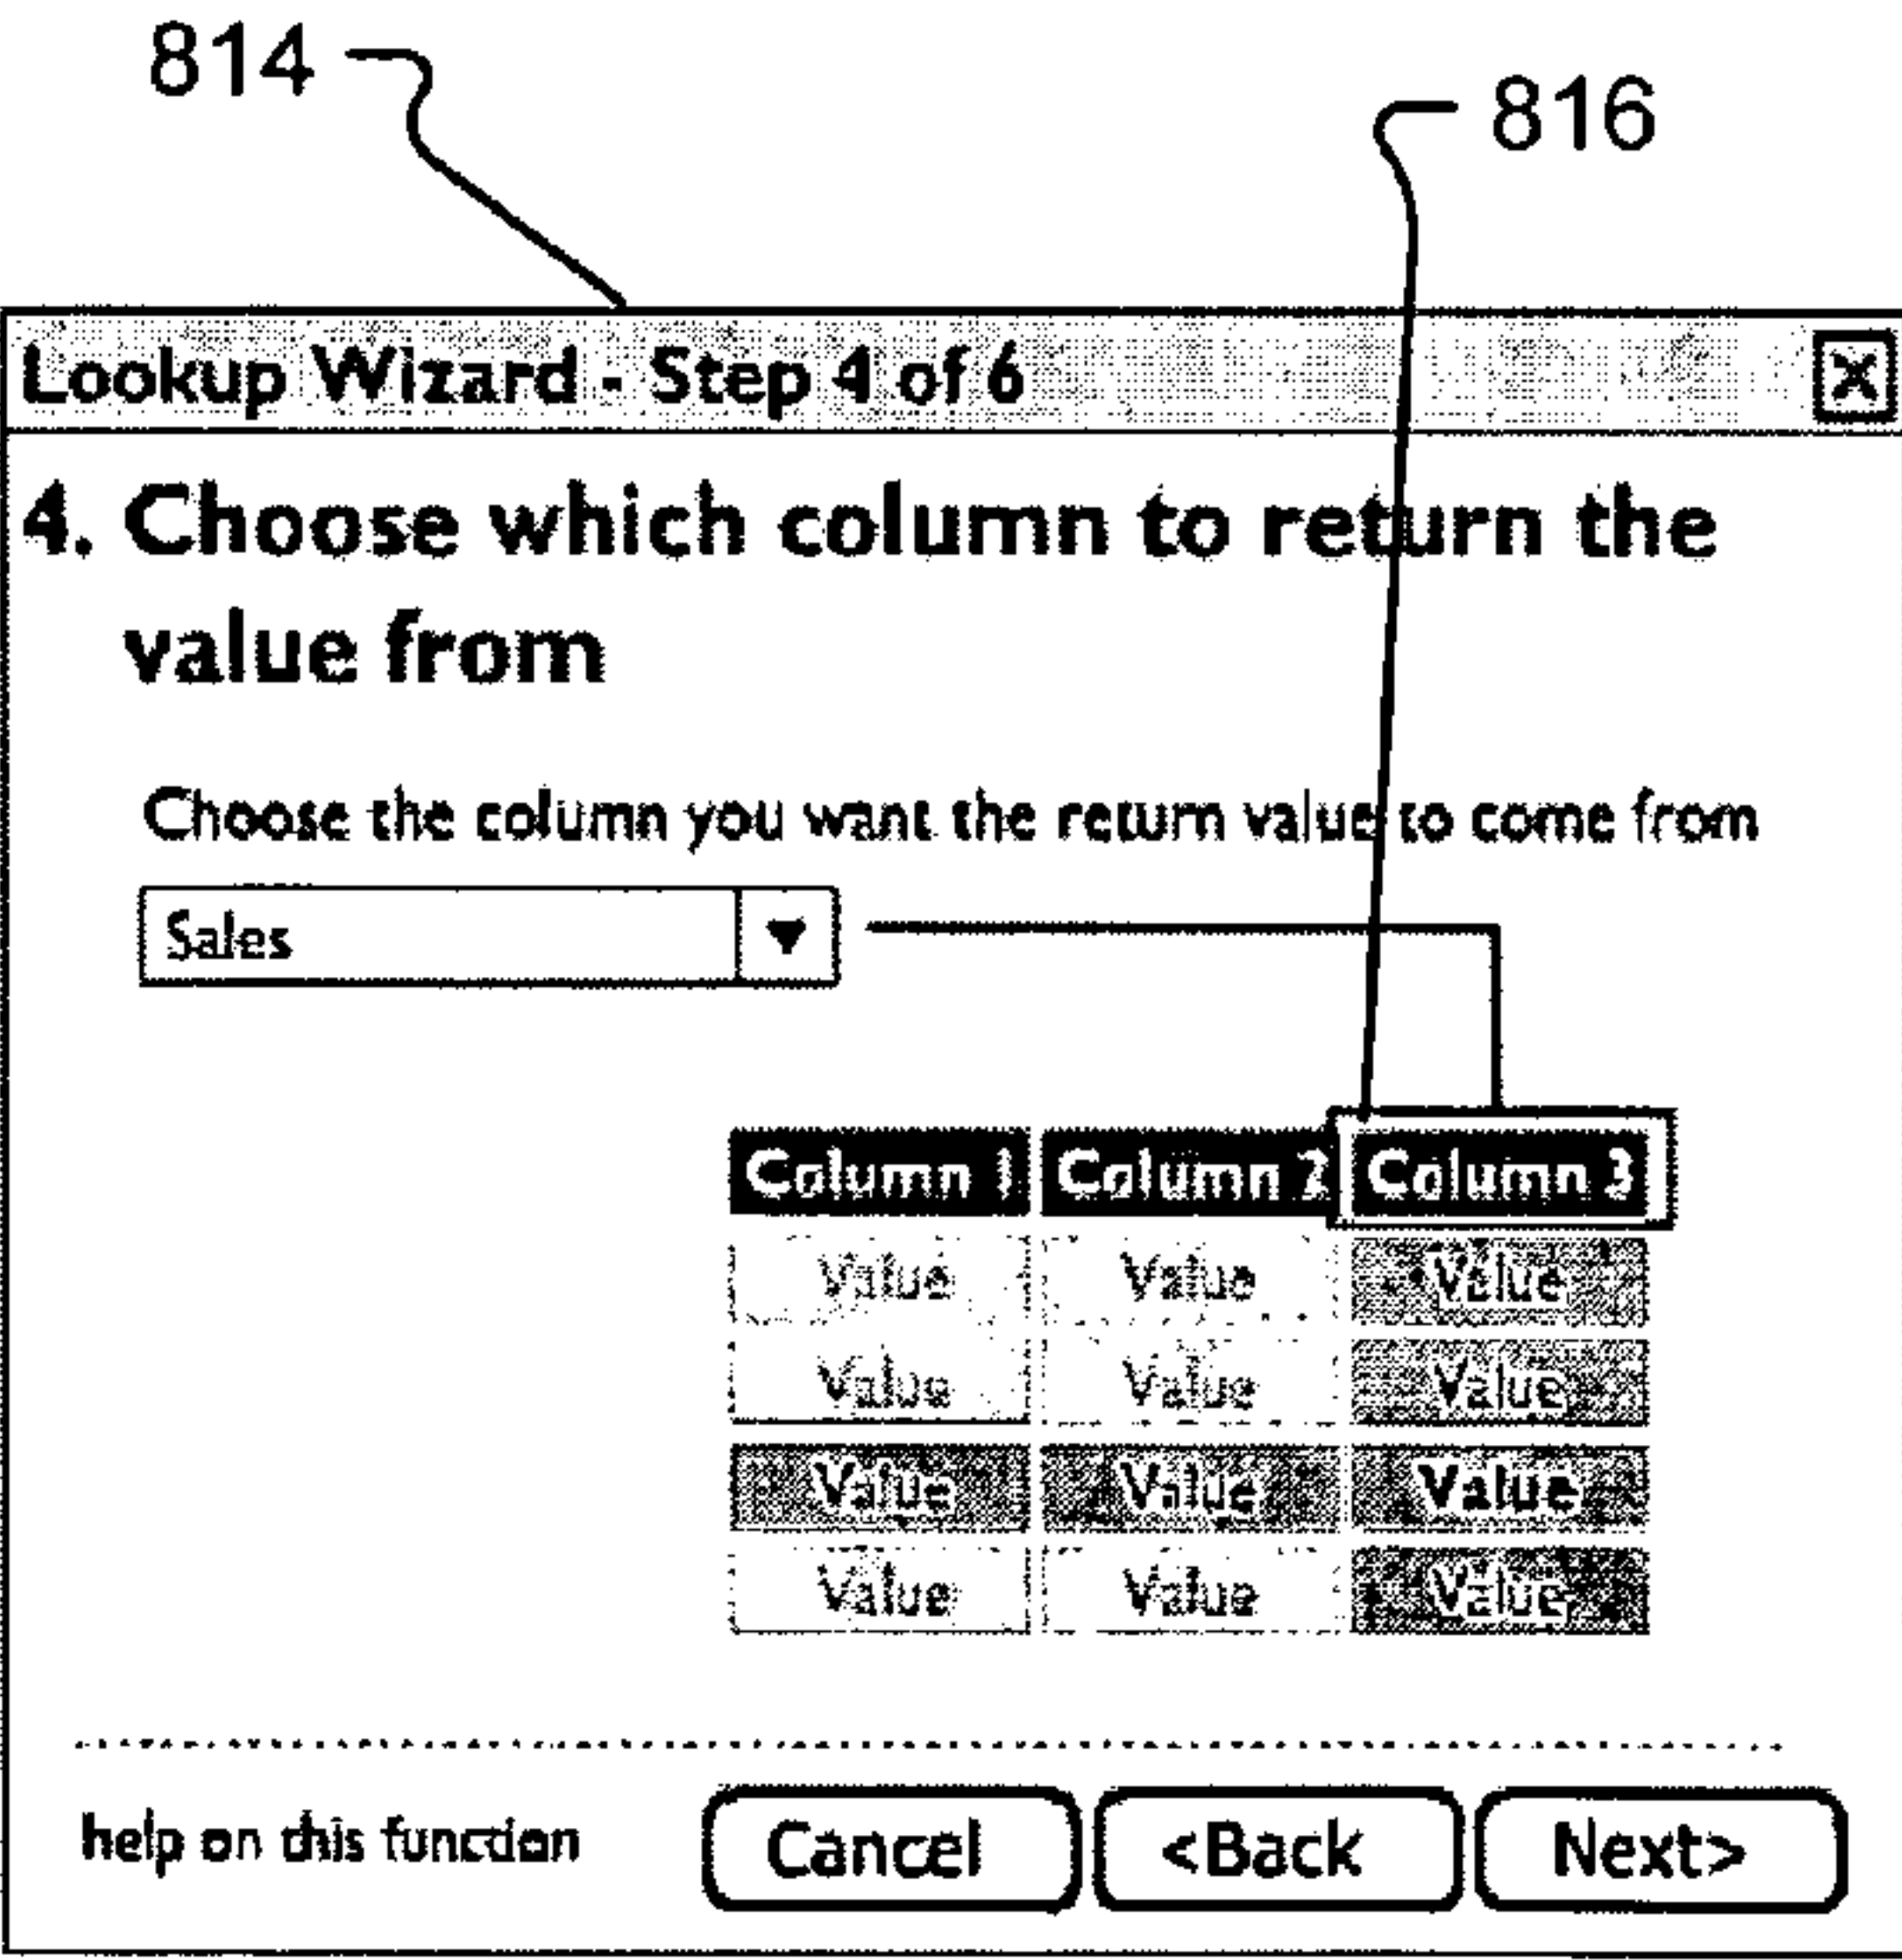 814
816
Lookup Wizard - Step 4 of 6
4. Choose which column to return the
value from
Choose the column you want the return value to come from
Sales
Column 1 Column 2 Column 3
Value Value Value
Value Value Value
Value Value Value
Value Value Value
help on this function Cancel <Back Next>